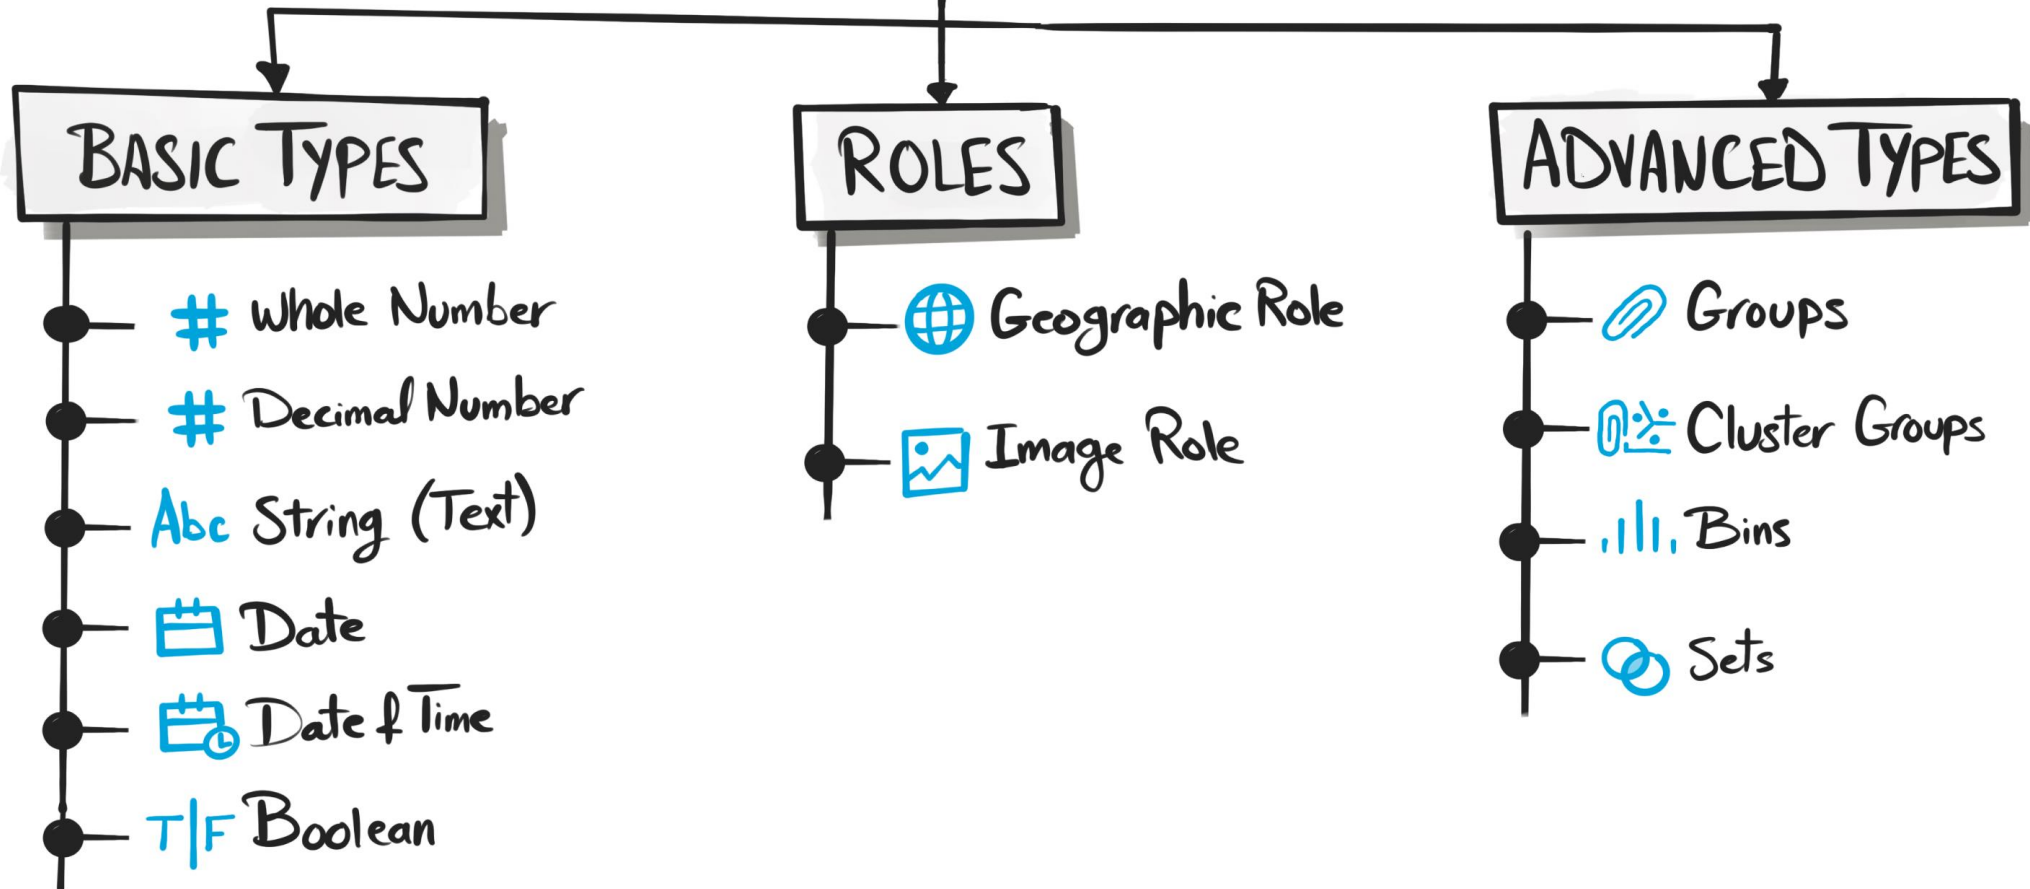 BASIC TYPES
# Whole Number
# Decimal Number
Abc String (Text)
Date
Date & Time
T|F Boolean
ROLES
Geographic Role
Image Role
ADVANCED TYPES
Groups
Cluster Groups
Bins
Sets